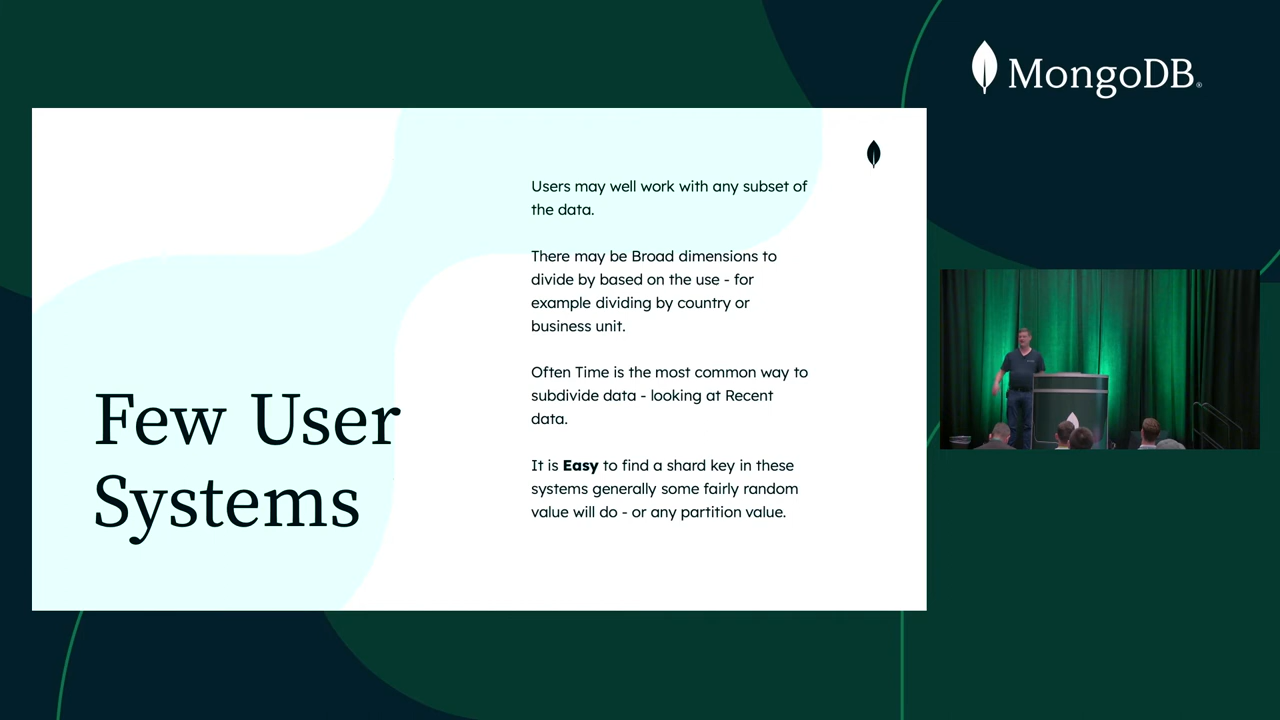 MongoDB®
Users may well work with any subset of
the data.
There may be Broad dimensions to
divide by based on the use - for
example dividing by country or
business unit.
Often Time is the most common way to
subdivide data - looking at Recent
data.
It is Easy to find a shard key in these
systems generally some fairly random
value will do - or any partition value.
Few User
Systems